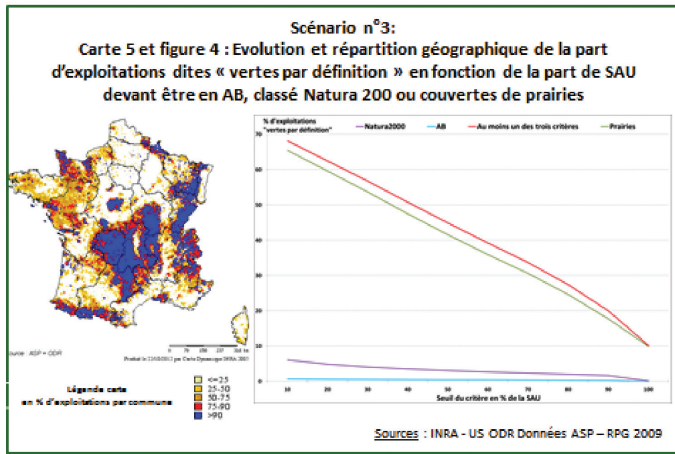 Scénario n°3:
Carte 5 et figure 4 : Evolution et répartition géographique de la part
d'exploitations dites « vertes par définition » en fonction de la part de SAU
devant être en AB, classé Natura 200 ou couvertes de prairies
% d'exploitations
"vertes par définition"
Natura2000
AB
Au moins un des trois critères
Prairies
70
60
50
40
30
20
10
0
10 20 30 40 50 60 70 80 90 100
Seuil du critère en % de la SAU
source: ASP + ODR
Légende carte
en % d'exploitations par commune
<=25
25-50
50-75
75-90
>90
Sources : INRA - US ODR Données ASP – RPG 2009